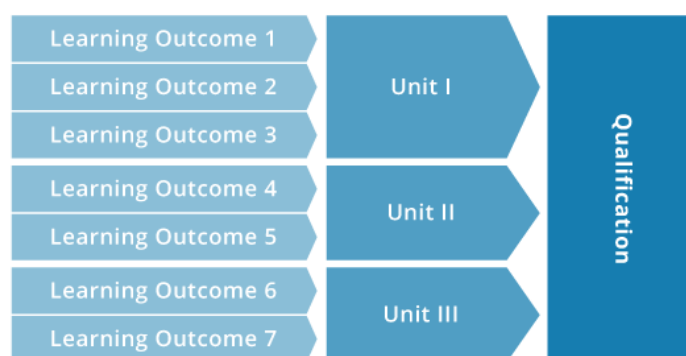 Learning Outcome 1
Learning Outcome 2
Learning Outcome 3
Unit I
Learning Outcome 4
Learning Outcome 5
Unit II
Learning Outcome 6
Learning Outcome 7
Unit III
Qualification